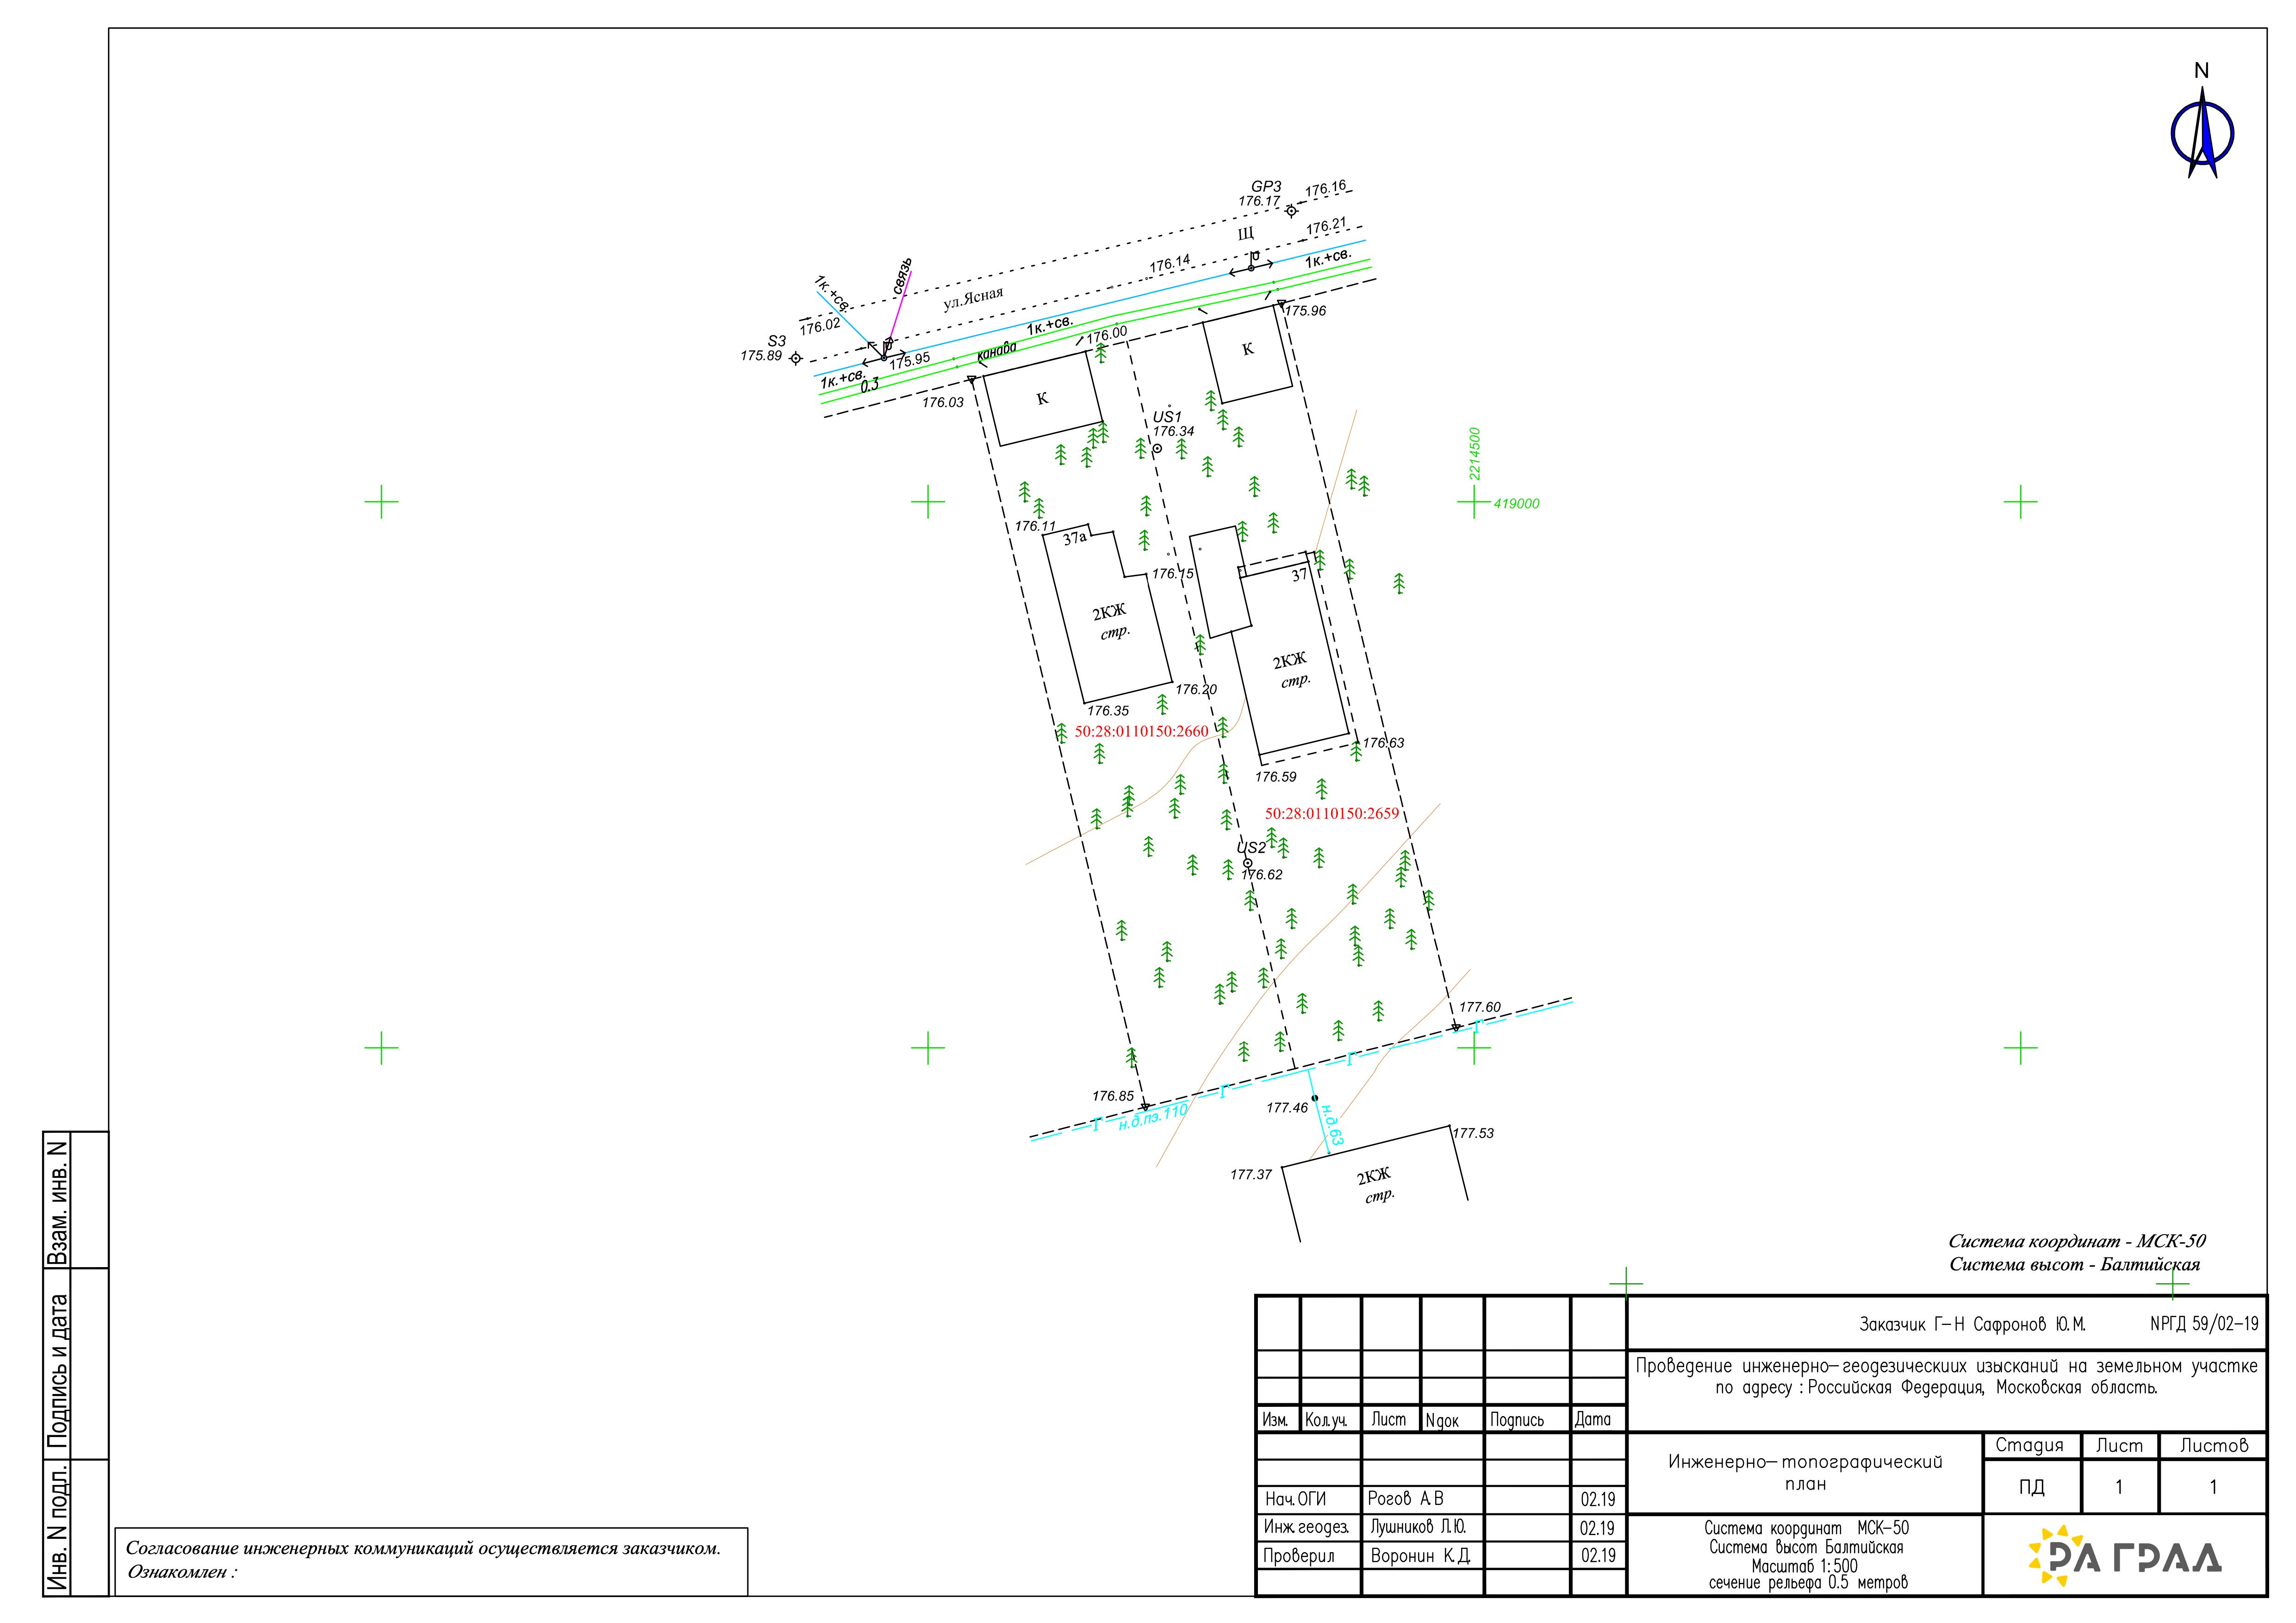 N
GP3
176.16
176.17
176.21
Щ
176.14
1к.+св.
связь
1к.+св.
ул.Ясная
176.02
S3
175.89
1к.+св.
176.00
175.96
канава
175.95
1к.+св.
0.3
176.03
К
К
US1
176.34
2214500
419000
176.11
37а
176.15
37
2КЖ
стр.
2КЖ
стр.
176.20
176.35
50:28:0110150:2660
176.63
176.59
50:28:0110150:2659
US2
176.62
177.60
Г
Г
Г
Г
176.85
н.д.пэ.110
177.46
н.д.63
177.53
177.37
2КЖ
стр.
Система координат - МСК-50
Система высот - Балтийская
Заказчик Г-Н Сафронов Ю.М. NРГД 59/02-19
Проведение инженерно-геодезическиих изысканий на земельном участке
по адресу : Российская Федерация, Московская область.
Изм. Кол.уч. Лист Nдок Подпись Дата
Инженерно-топографический
план
Стадия Лист Листов
ПД 1 1
Нач.ОГИ Рогов А.В 02.19
Инж.геодез. Лушников Л.Ю. 02.19
Проверил Воронин К.Д. 02.19
Система координат МСК-50
Система высот Балтийская
Масштаб 1:500
сечение рельефа 0.5 метров
РАГРАД
Взам. инв. N
Подпись и дата
Инв. N подл.
Согласование инженерных коммуникаций осуществляется заказчиком.
Ознакомлен :